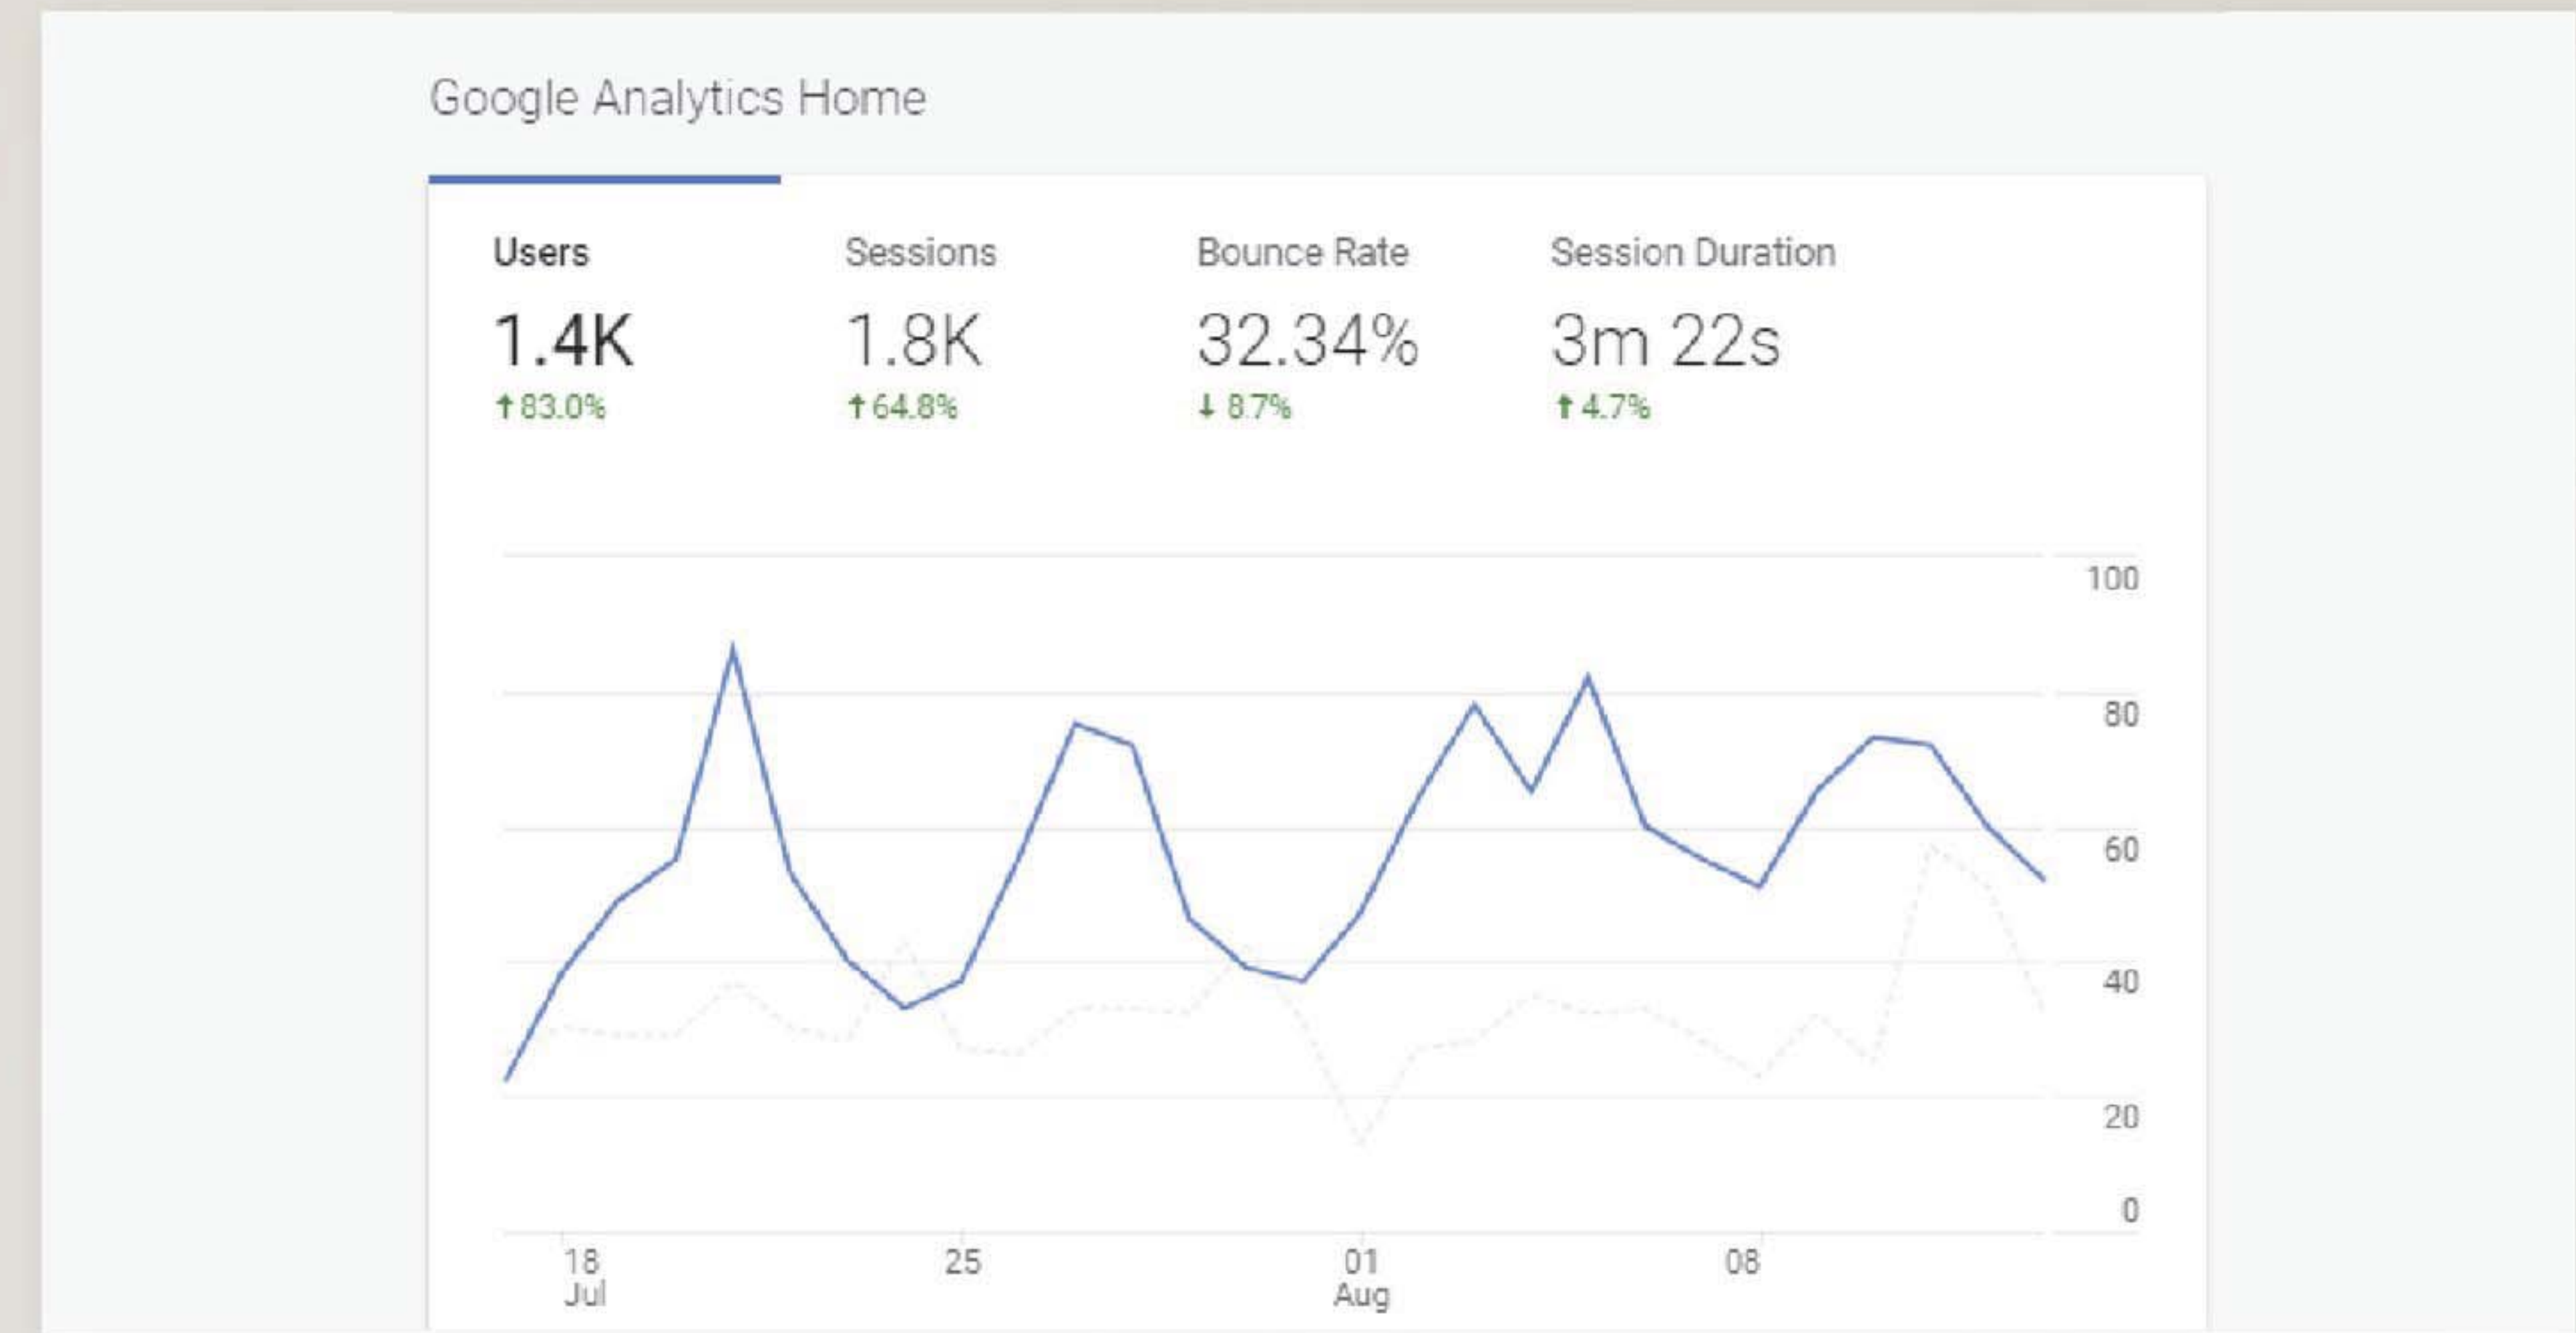 Google Analytics Home
Users Sessions Bounce Rate Session Duration
1.4K 1.8K 32.34% 3m 22s
↑83.0% ↑64.8% ↓ 8.7% ↑ 4.7%
100
80
60
40
20
0
18 25 01 08
Jul Aug